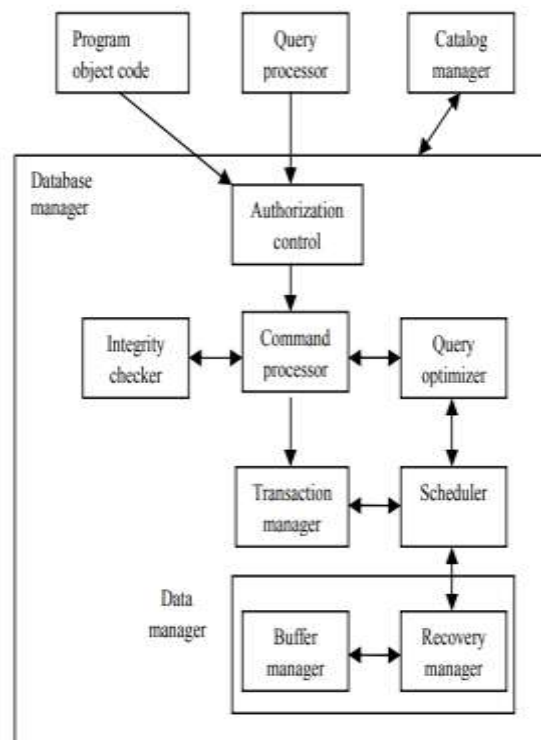 Program
object code
Query
processor
Catalog
manager
Database
manager
Authorization
control
Integrity
checker
Command
processor
Query
optimizer
Transaction
manager
Scheduler
Data
manager
Buffer
manager
Recovery
manager